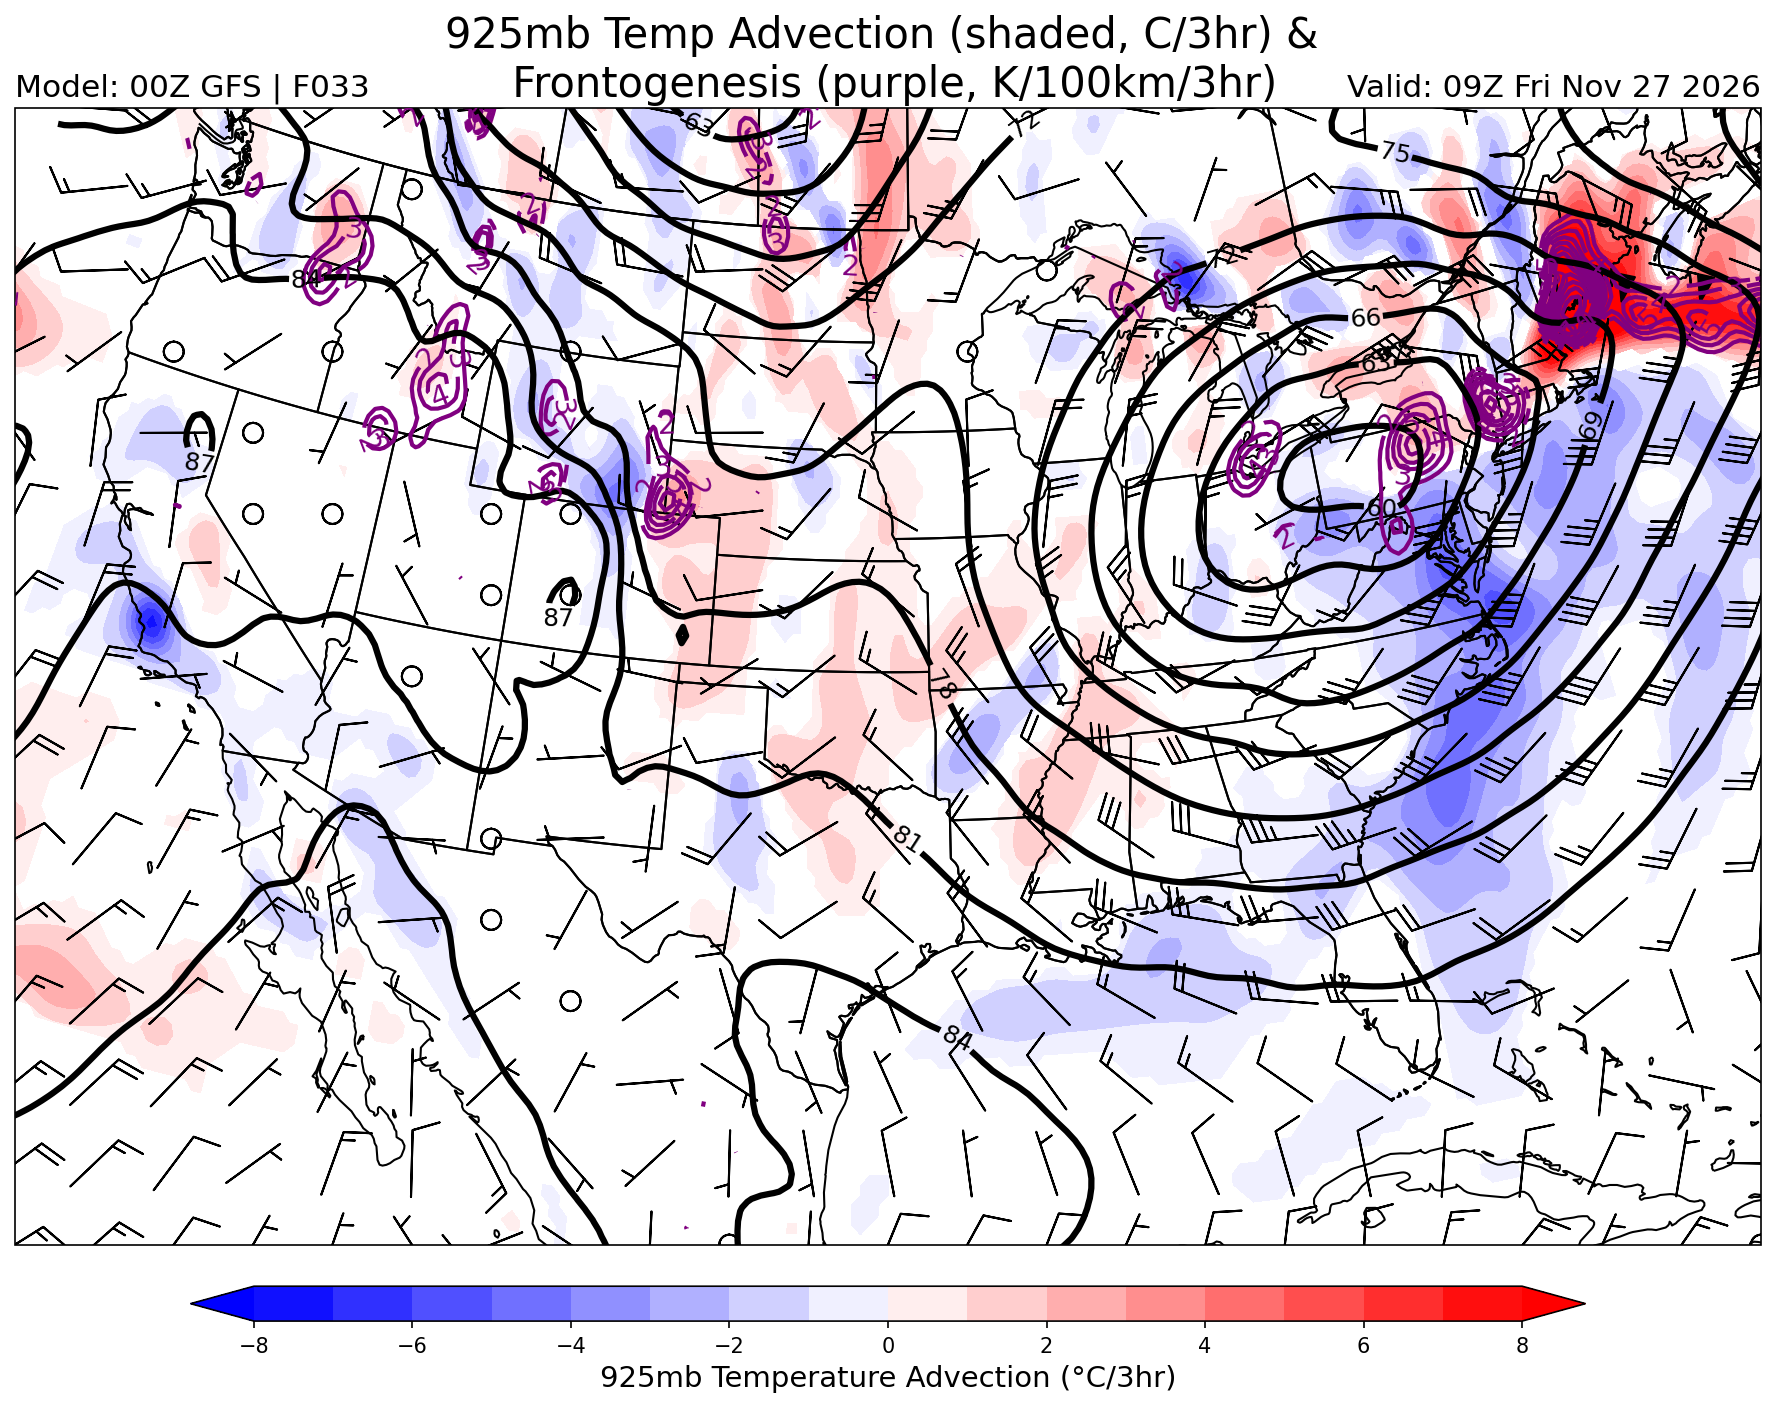 925mb Temp Advection (shaded, C/3hr) &
Model: 00Z GFS | F033
Frontogenesis (purple, K/100km/3hr)
Valid: 09Z Fri Nov 27 2026
63
72
75
84
66
63
69
87
60
87
78
81
84
−8 −6 −4 −2 0 2 4 6 8
925mb Temperature Advection (°C/3hr)